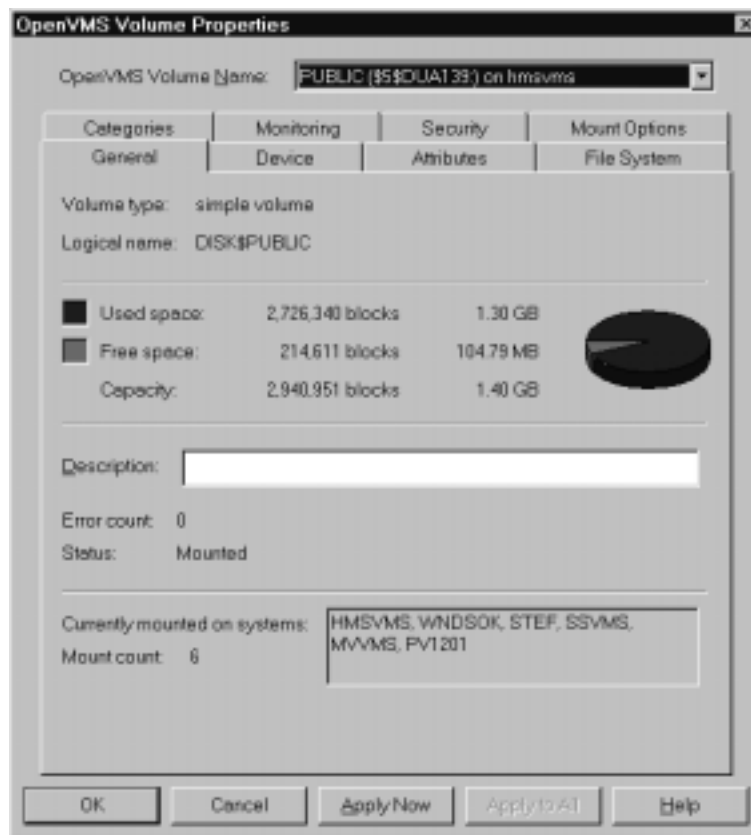 OpenVMS Volume Properties
OpenVMS Volume Name: PUBLIC ($5$DUA139:) on hmsvms
Categories Monitoring Security Mount Options
General Device Attributes File System
Volume type: simple volume
Logical name: DISK$PUBLIC
Used space: 2,726,340 blocks 1.30 GB
Free space: 214,611 blocks 104.79 MB
Capacity: 2,940,951 blocks 1.40 GB
Description:
Error count: 0
Status: Mounted
Currently mounted on systems: HMSVMS, WNDSOK, STEF, SSVMS,
MVVMS, PV1201
Mount count: 6
OK Cancel Apply Now Apply to All Help